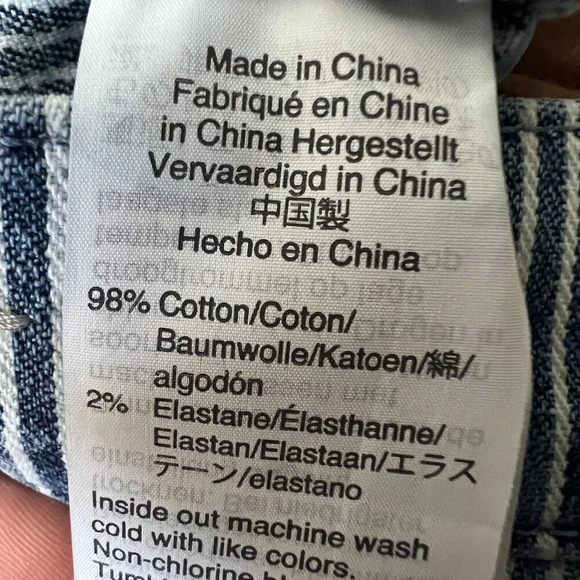 Made in China
Fabriqué en Chine
in China Hergestellt
Vervaardigd in China
中国製
Hecho en China
98% Cotton/Coton/
Baumwolle/Katoen/綿/
algodón
2% Elastane/Élasthanne/
Elastan/Elastaan/エラス
テーン/elastano
Inside out machine wash
cold with like colors.
Non-chlorine